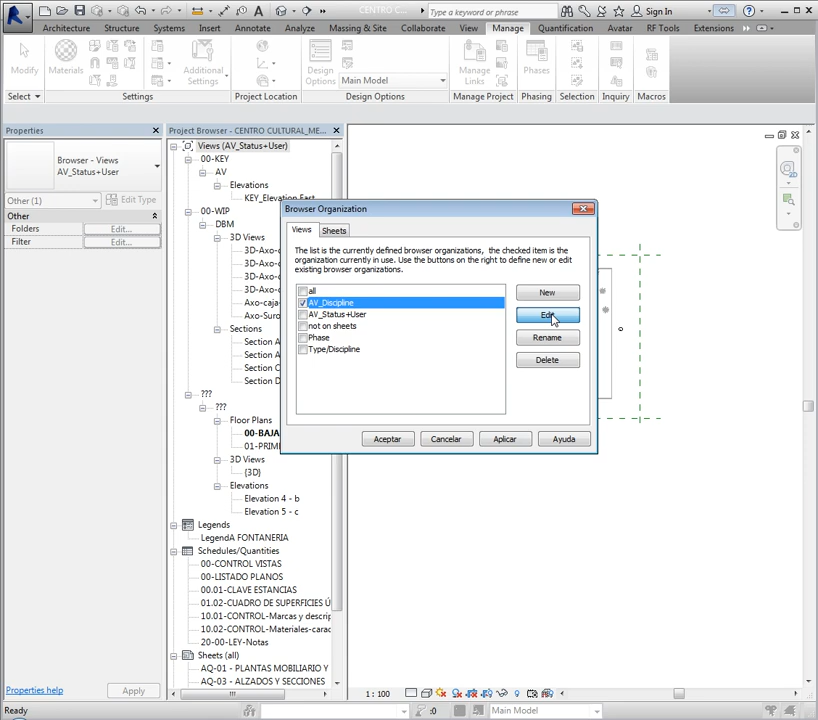 CENTRO C...
Type a keyword or phrase
Sign In
Architecture Structure Systems Insert Annotate Analyze Massing & Site Collaborate View Manage Quantification Avatar RF Tools Extensions
Modify Materials Additional Settings Design Options Main Model Manage Links Phases
Select Settings Project Location Design Options Manage Project Phasing Selection Inquiry Macros
Properties
Browser - Views
AV_Status+User
Other (1) Edit Type
Other
Folders Edit...
Filter Edit...
Properties help
Apply
Project Browser - CENTRO CULTURAL_ME...
Views (AV_Status+User)
00-KEY
AV
Elevations
KEY_Elevation East
00-WIP
DBM
3D Views
3D-Axo-c
3D-Axo-c
3D-Axo-c
3D-Axo-c
Axo-caja-
Axo-Suro
Sections
Section A
Section B
Section C
Section D
???
???
Floor Plans
00-BAJA
01-PRIM
3D Views
{3D}
Elevations
Elevation 4 - b
Elevation 5 - c
Legends
LegendA FONTANERIA
Schedules/Quantities
00-CONTROL VISTAS
00-LISTADO PLANOS
00.01-CLAVE ESTANCIAS
01.02-CUADRO DE SUPERFICIES Ú
10.01-CONTROL-Marcas y descrip
10.02-CONTROL-Materiales-carac
20-00-LEY-Notas
Sheets (all)
AQ-01 - PLANTAS MOBILIARIO Y
AQ-03 - ALZADOS Y SECCIONES
Browser Organization
Views Sheets
The list is the currently defined browser organizations, the checked item is the
organization currently in use. Use the buttons on the right to define new or edit
existing browser organizations.
all
AV_Discipline
AV_Status+User
not on sheets
Phase
Type/Discipline
New
Edit
Rename
Delete
Aceptar Cancelar Aplicar Ayuda
1 : 100
Ready
:0
Main Model